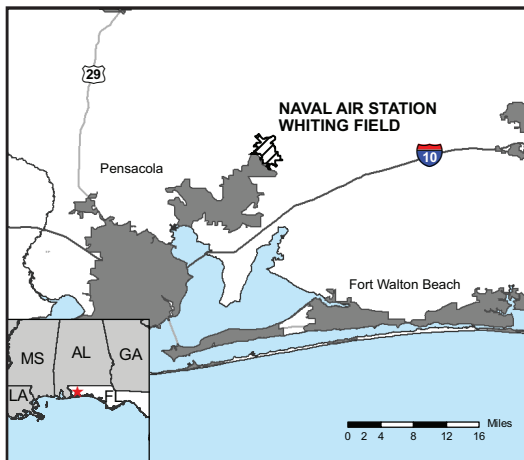 29
NAVAL AIR STATION
WHITING FIELD
Pensacola
10
Fort Walton Beach
MS
AL
GA
LA
FL
Miles
0 2 4 8 12 16